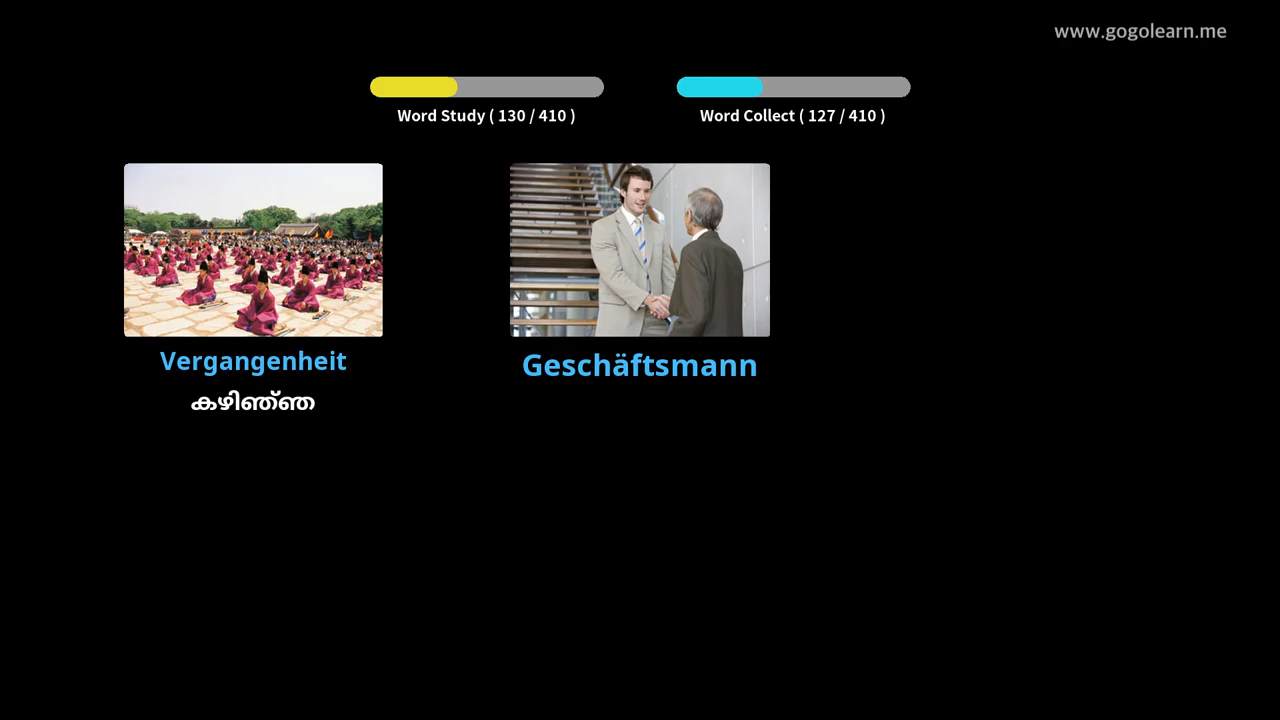 www.gogolearn.me
Word Study ( 130 / 410 )
Word Collect ( 127 / 410 )
Vergangenheit
കഴിഞ്ഞ
Geschäftsmann